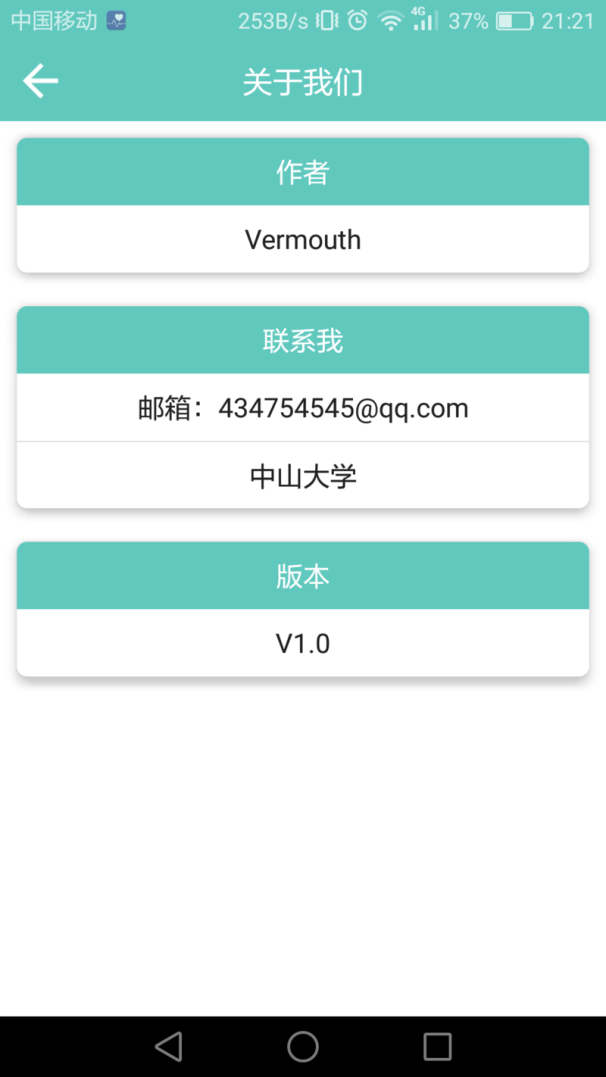 中国移动 253B/s 4G 37% 21:21
关于我们
作者
Vermouth
联系我
邮箱：434754545@qq.com
中山大学
版本
V1.0